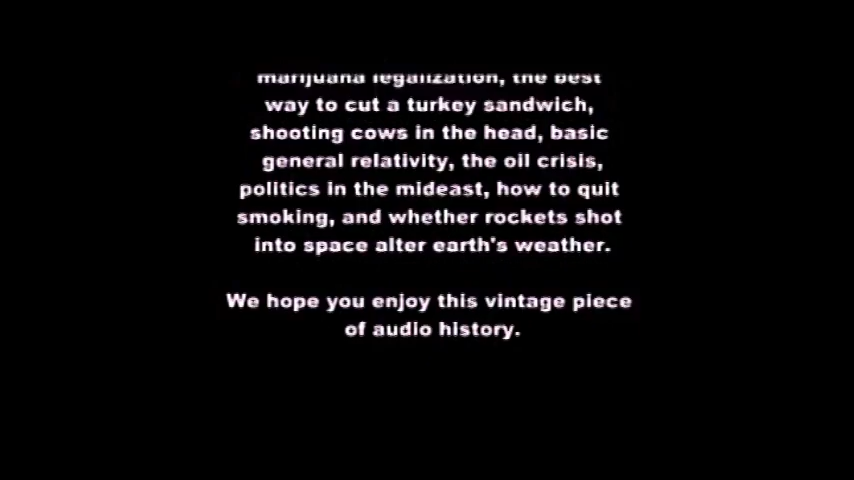 marijuana legalization, the best
way to cut a turkey sandwich,
shooting cows in the head, basic
general relativity, the oil crisis,
politics in the mideast, how to quit
smoking, and whether rockets shot
into space alter earth's weather.
We hope you enjoy this vintage piece
of audio history.